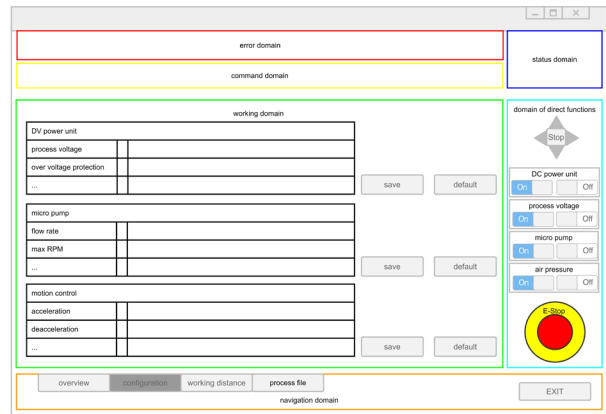 error domain
status domain
command domain
working domain
domain of direct functions
DV power unit
process voltage
over voltage protection
...
save
default
micro pump
flow rate
max RPM
...
save
default
motion control
acceleration
deacceleration
...
save
default
Stop
DC power unit
On
Off
process voltage
On
Off
micro pump
On
Off
air pressure
On
Off
E-Stop
overview
configuration
working distance
process file
navigation domain
EXIT